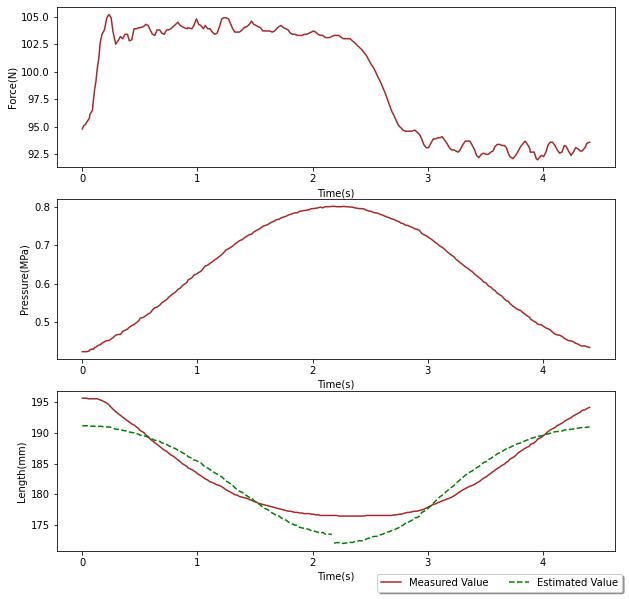 105.0
102.5
100.0
97.5
95.0
92.5
Force(N)
0 1 2 3 4
Time(s)
0.8
0.7
0.6
0.5
Pressure(MPa)
0 1 2 3 4
Time(s)
195
190
185
180
175
Length(mm)
0 1 2 3 4
Time(s)
Measured Value Estimated Value